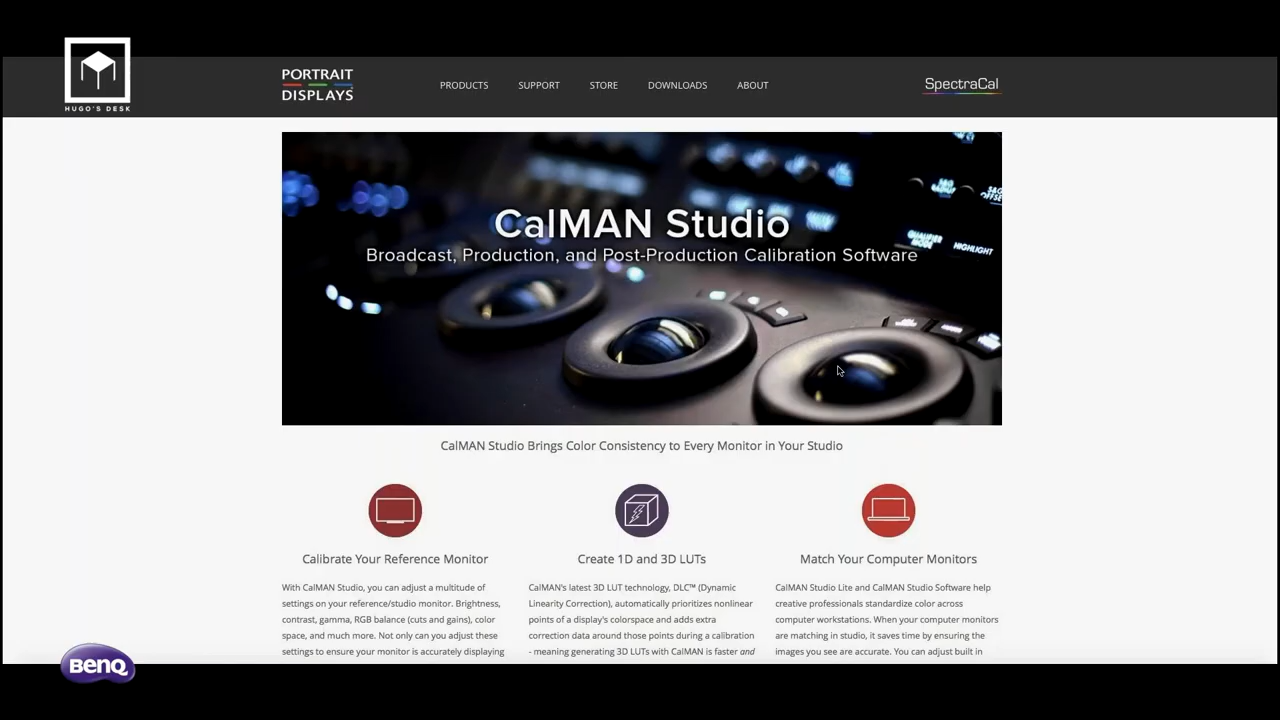 HUGO'S DESK
PORTRAIT
DISPLAYS
PRODUCTS SUPPORT STORE DOWNLOADS ABOUT
SpectraCal
CalMAN Studio
Broadcast, Production, and Post-Production Calibration Software
QUALIFIER
HIGHLIGHT
CalMAN Studio Brings Color Consistency to Every Monitor in Your Studio
Calibrate Your Reference Monitor
With CalMAN Studio, you can adjust a multitude of
settings on your reference/studio monitor. Brightness,
contrast, gamma, RGB balance (cuts and gains), color
space, and much more. Not only can you adjust these
settings to ensure your monitor is accurately displaying
Create 1D and 3D LUTs
CalMAN's latest 3D LUT technology, DLC™ (Dynamic
Linearity Correction), automatically prioritizes nonlinear
points of a display's colorspace and adds extra
correction data around those points during a calibration
- meaning generating 3D LUTs with CalMAN is faster and
Match Your Computer Monitors
CalMAN Studio Lite and CalMAN Studio Software help
creative professionals standardize color across
computer workstations. When your computer monitors
are matching in studio, it saves time by ensuring the
images you see are accurate. You can adjust built in
BenQ